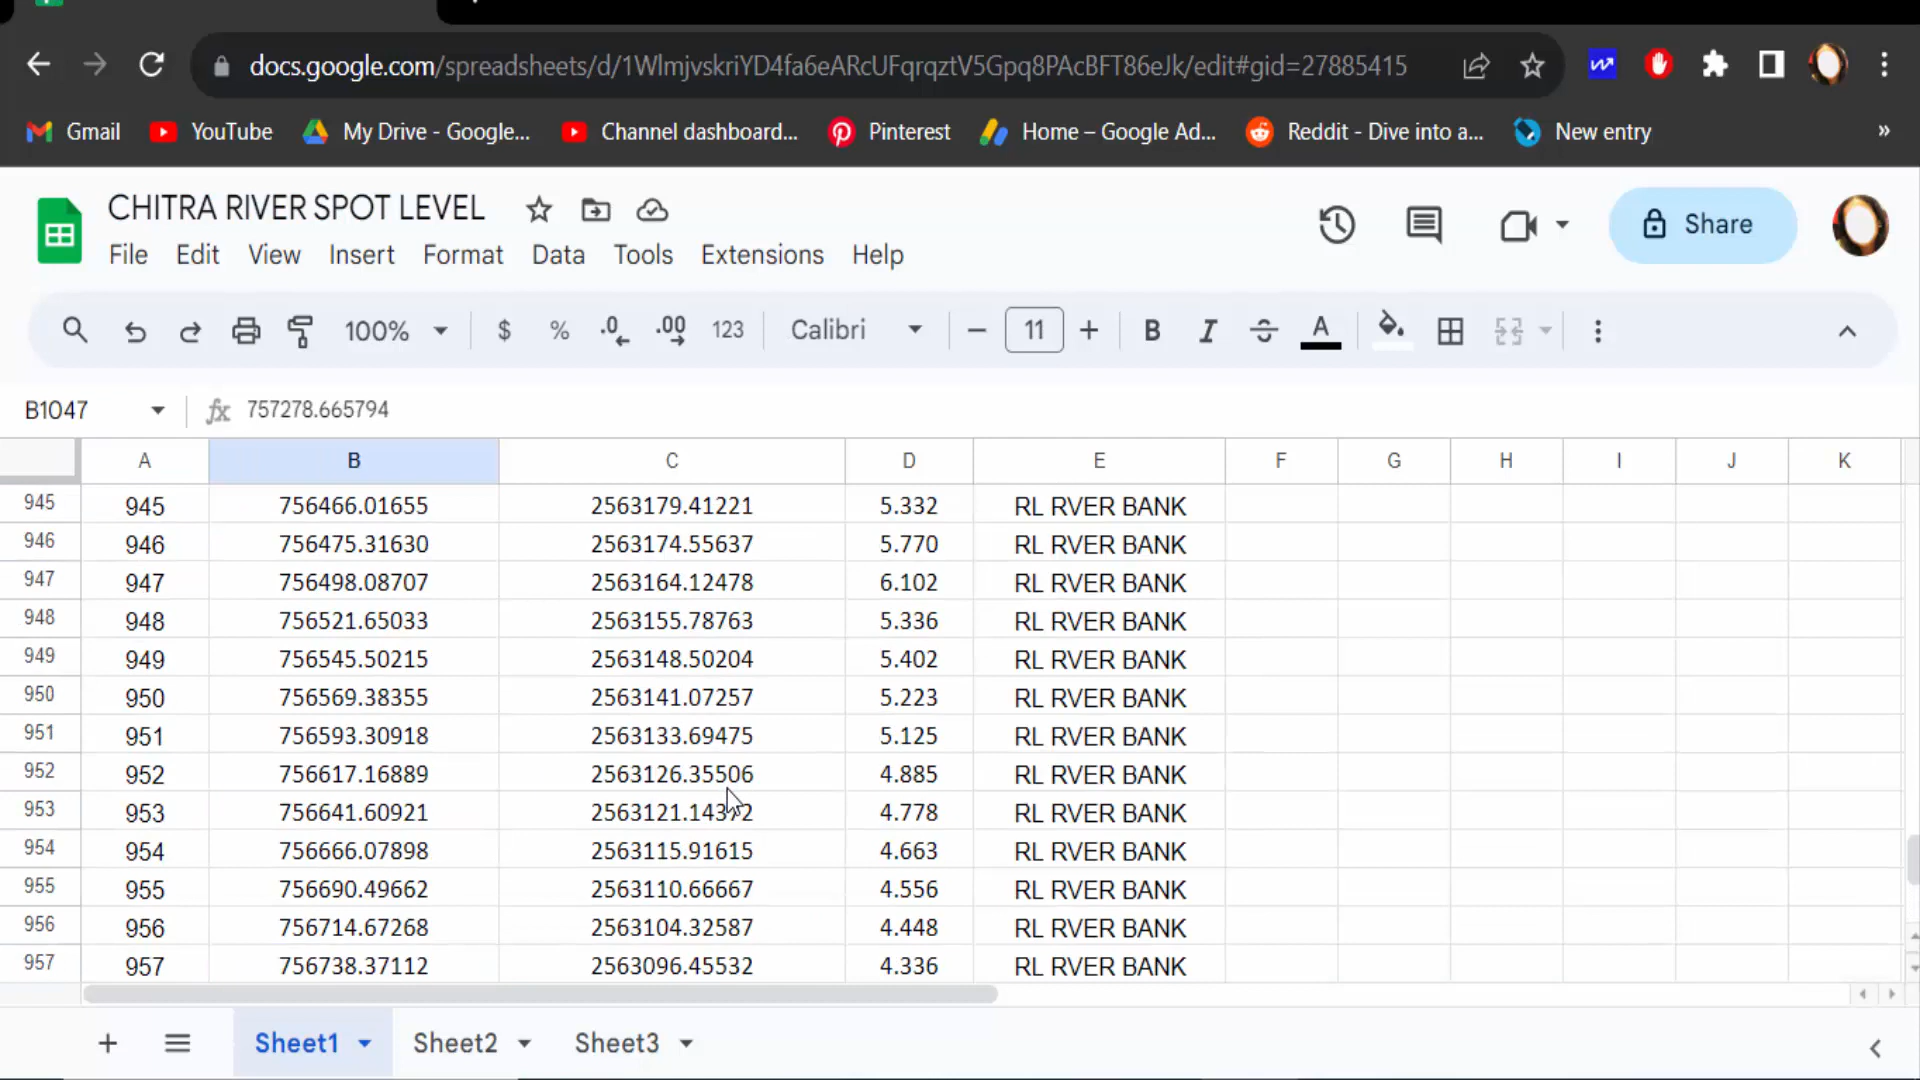 docs.google.com/spreadsheets/d/1WlmjvskriYD4fa6eARcUFqrqztV5Gpq8PAcBFT86eJk/edit#gid=27885415
Gmail YouTube My Drive - Google... Channel dashboard... Pinterest Home – Google Ad... Reddit - Dive into a... New entry »
CHITRA RIVER SPOT LEVEL
Share
File Edit View Insert Format Data Tools Extensions Help
100% $ % .0 .00 123 Calibri − 11 + B I S A
B1047 fx 757278.665794
A B C D E F G H I J K
945 945 756466.01655 2563179.41221 5.332 RL RVER BANK
946 946 756475.31630 2563174.55637 5.770 RL RVER BANK
947 947 756498.08707 2563164.12478 6.102 RL RVER BANK
948 948 756521.65033 2563155.78763 5.336 RL RVER BANK
949 949 756545.50215 2563148.50204 5.402 RL RVER BANK
950 950 756569.38355 2563141.07257 5.223 RL RVER BANK
951 951 756593.30918 2563133.69475 5.125 RL RVER BANK
952 952 756617.16889 2563126.35506 4.885 RL RVER BANK
953 953 756641.60921 4.778 RL RVER BANK
954 954 756666.07898 2563115.91615 4.663 RL RVER BANK
955 955 756690.49662 2563110.66667 4.556 RL RVER BANK
956 956 756714.67268 2563104.32587 4.448 RL RVER BANK
957 957 756738.37112 2563096.45532 4.336 RL RVER BANK
Sheet1 Sheet2 Sheet3